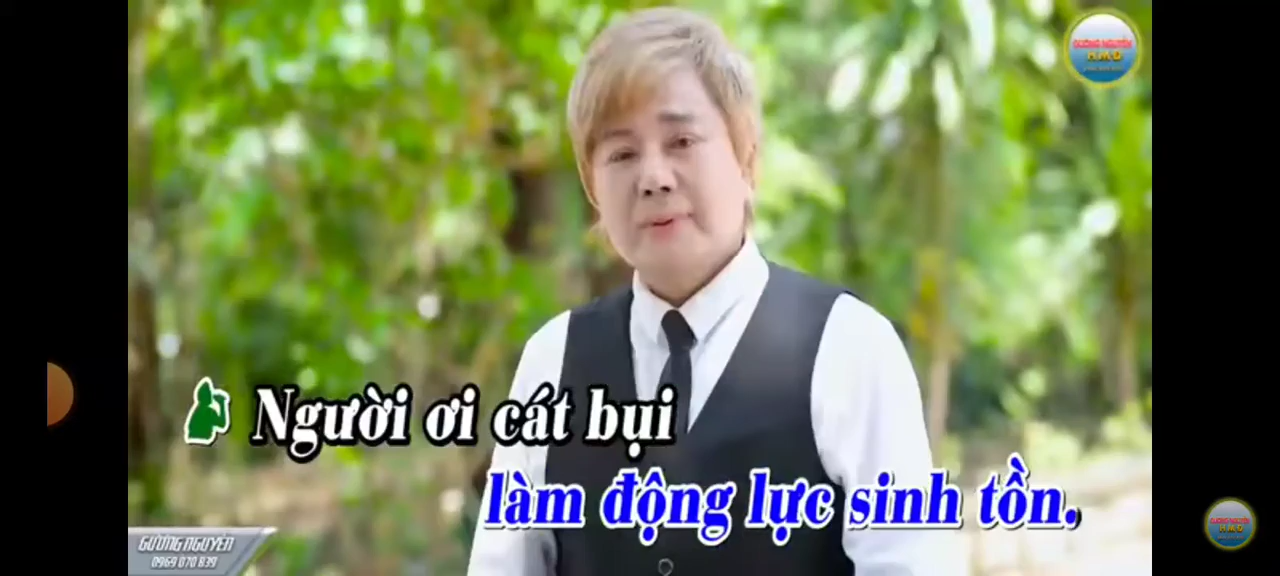 GƯƠNG NGUYỄN
H.M.G
Người ơi cát bụi
làm động lực sinh tồn.
0969 070 839